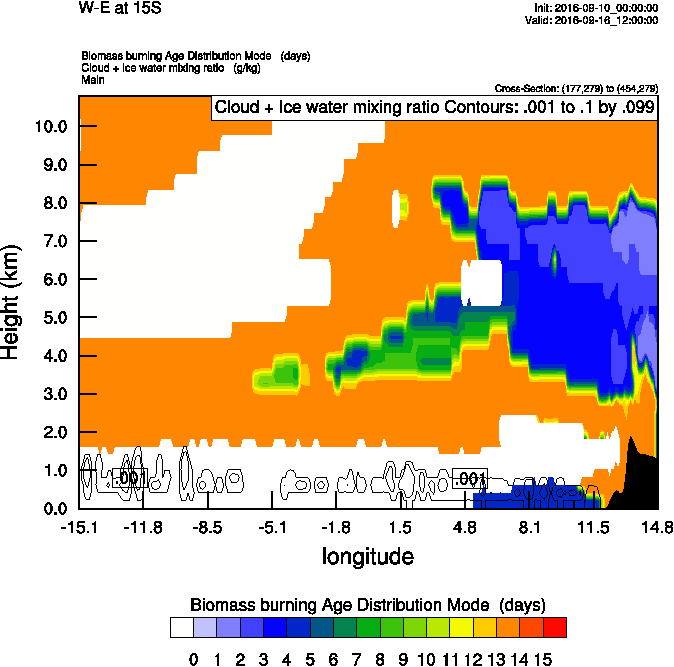 W-E at 15S
Init: 2016-09-10_00:00:00
Valid: 2016-09-16_12:00:00
Biomass burning Age Distribution Mode (days)
Cloud + Ice water mixing ratio (g/kg)
Main
Cross-Section: (177,279) to (454,279)
Cloud + Ice water mixing ratio Contours: .001 to .1 by .099
10.0
9.0
8.0
7.0
6.0
5.0
4.0
3.0
2.0
1.0
0.0
Height (km)
.001
.001
-15.1 -11.8 -8.5 -5.1 -1.8 1.5 4.8 8.1 11.5 14.8
longitude
Biomass burning Age Distribution Mode (days)
0 1 2 3 4 5 6 7 8 9 10 11 12 13 14 15